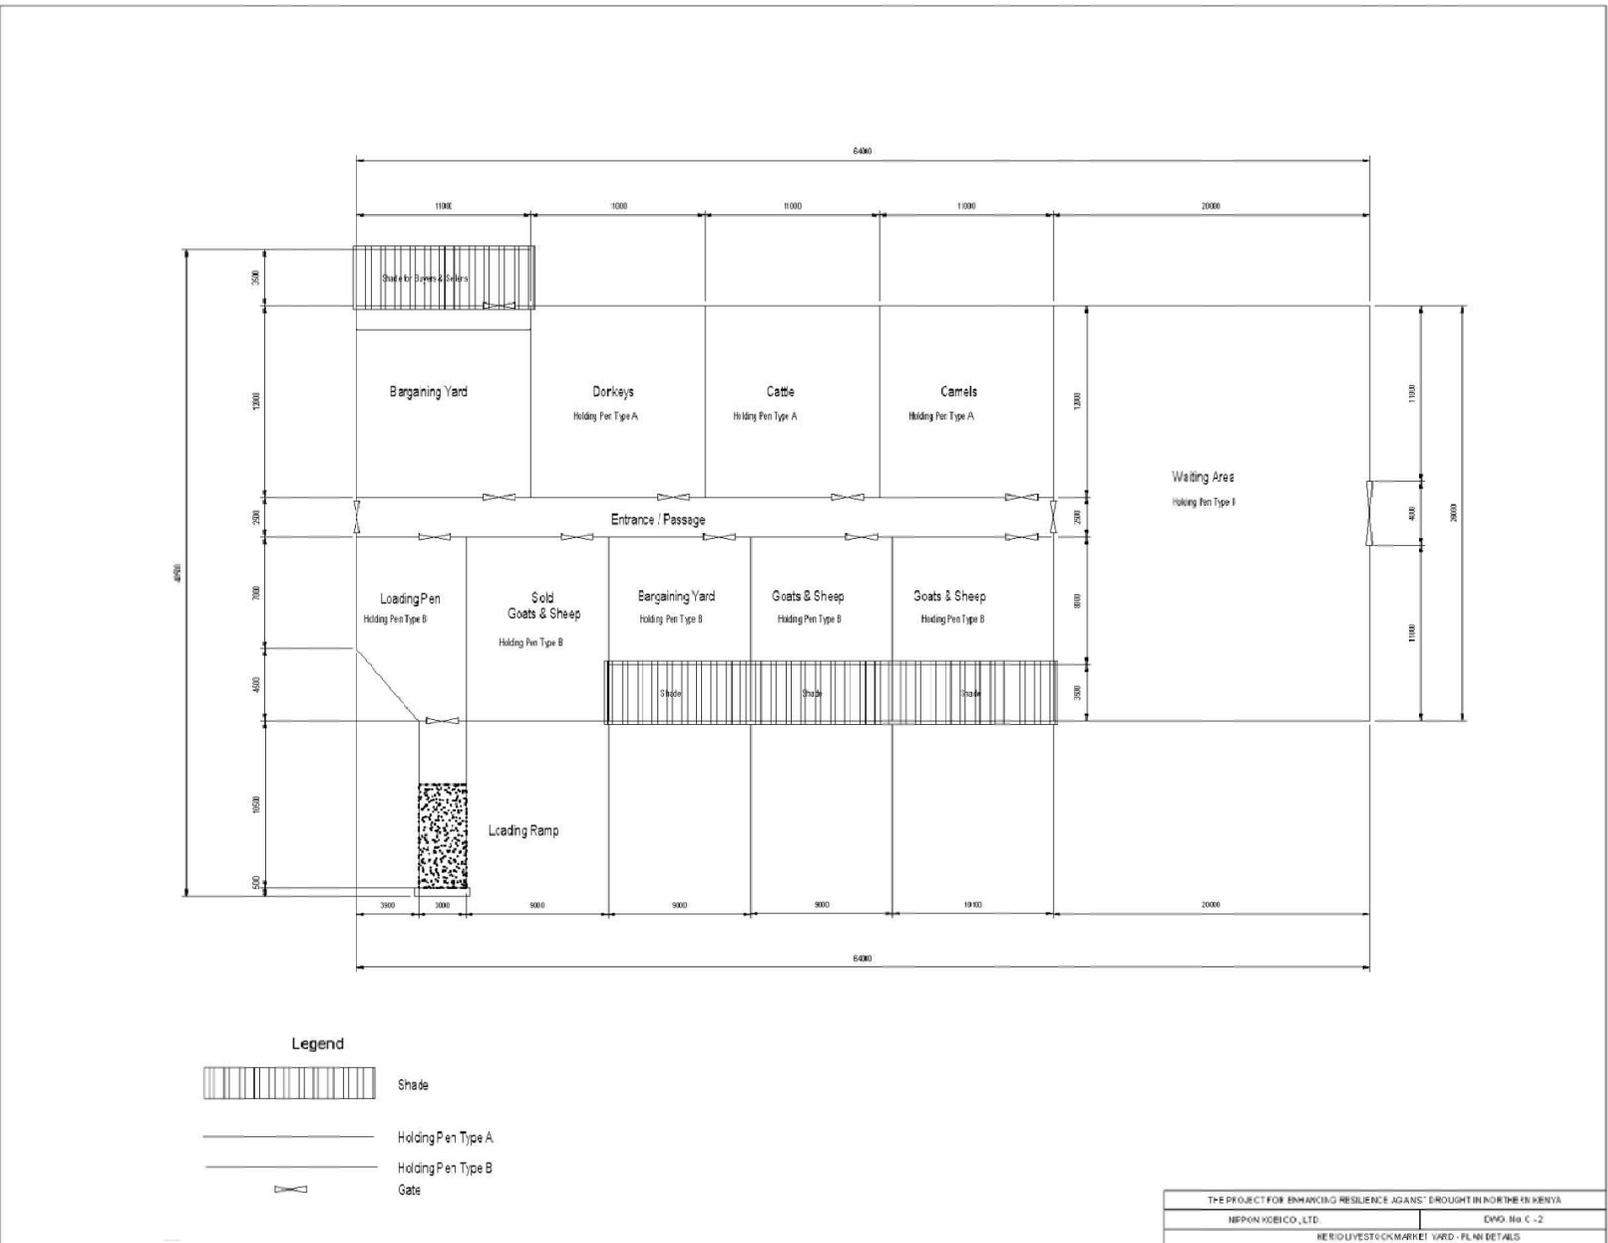 64000
11000
11000
11000
11000
20000
3500
Shade for Buyers & Sellers
12000
Bargaining Yard
Donkeys
Holding Pen Type A
Cattle
Holding Pen Type A
Camels
Holding Pen Type A
12000
11000
Waiting Area
Holding Pen Type
4000
26000
2500
Entrance / Passage
2500
40500
7000
Loading Pen
Holding Pen Type B
Sold
Goats & Sheep
Holding Pen Type B
Bargaining Yard
Holding Pen Type B
Goats & Sheep
Holding Pen Type B
Goats & Sheep
Holding Pen Type B
8000
11000
4500
Shade
Shade
Shade
3500
10500
Loading Ramp
500
3900
3000
9000
9000
9000
10100
20000
64000
Legend
Shade
Holding Pen Type A
Holding Pen Type B
Gate
THE PROJECT FOR ENHANCING RESILIENCE AGAINST DROUGHT IN NORTHERN KENYA
NIPPON KOEI CO., LTD.
DWG. No. C -2
KERIO LIVESTOCK MARKET YARD - PLAN DETAILS